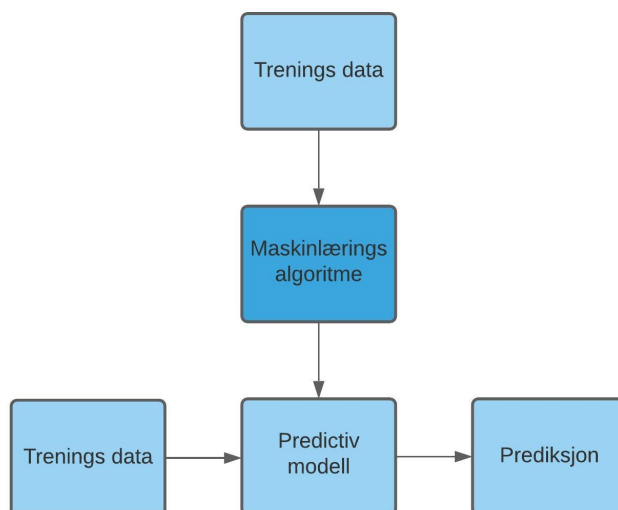 Trenings data
Maskinlærings
algoritme
Trenings data
Predictiv
modell
Prediksjon